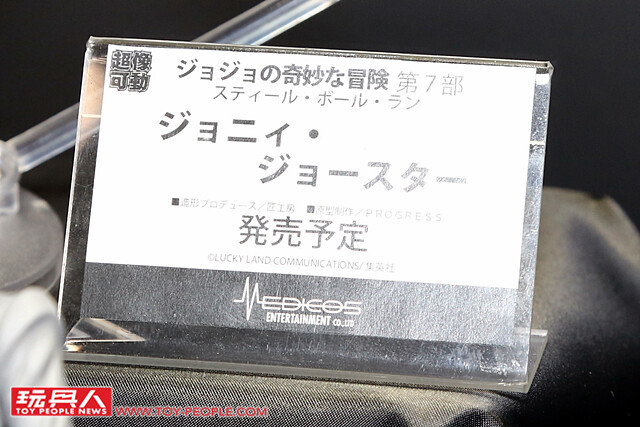 超像可動
ジョジョの奇妙な冒険 第7部
スティール・ボール・ラン
ジョニィ・
ジョースター
■造形プロデュース/匠工房 ■原型制作/PROGRESS
発売予定
©LUCKY LAND COMMUNICATIONS/集英社
MEDICOS
ENTERTAINMENT CO.,LTD
玩具人
TOY PEOPLE NEWS WWW.TOY-PEOPLE.COM